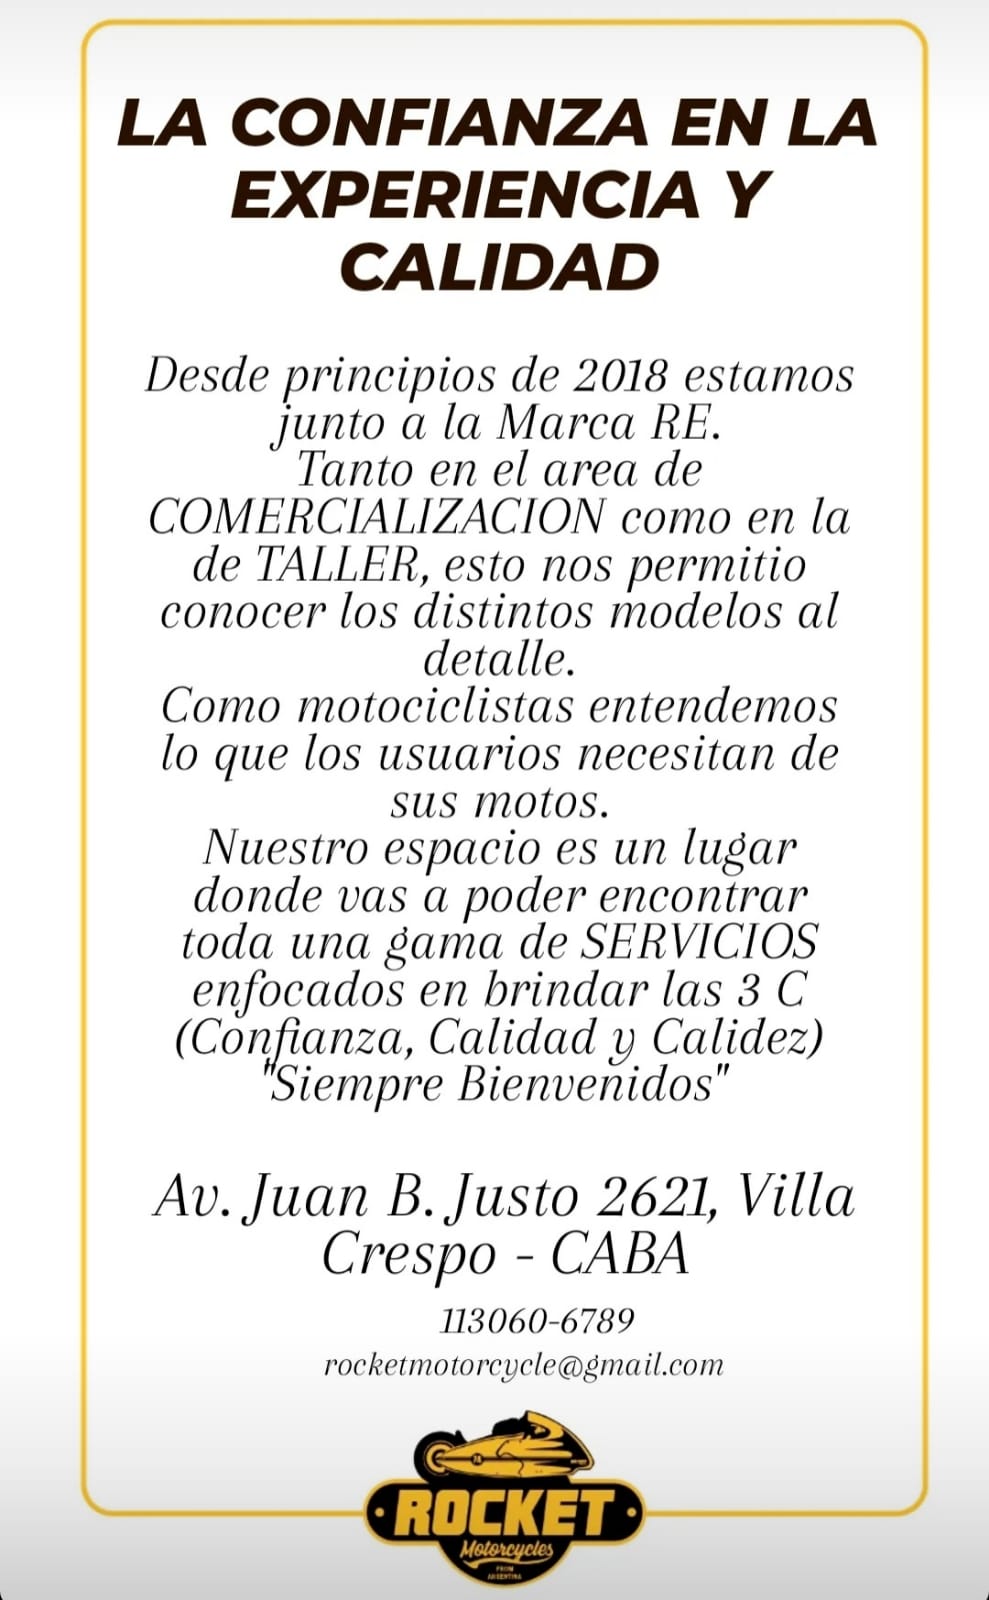 LA CONFIANZA EN LA
EXPERIENCIA Y
CALIDAD
Desde principios de 2018 estamos
junto a la Marca RE.
Tanto en el area de
COMERCIALIZACION como en la
de TALLER, esto nos permitio
conocer los distintos modelos al
detalle.
Como motociclistas entendemos
lo que los usuarios necesitan de
sus motos.
Nuestro espacio es un lugar
donde vas a poder encontrar
toda una gama de SERVICIOS
enfocados en brindar las 3 C
(Confianza, Calidad y Calidez)
"Siempre Bienvenidos"
Av. Juan B. Justo 2621, Villa
Crespo - CABA
113060-6789
rocketmotorcycle@gmail.com
· ROCKET ·
Motorcycles
FROM
ARGENTINA